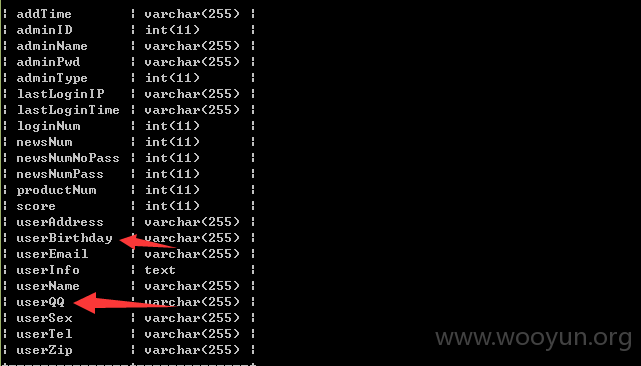 ¦ addTime ¦ varchar(255) ¦
¦ adminID ¦ int(11) ¦
¦ adminName ¦ varchar(255) ¦
¦ adminPwd ¦ varchar(255) ¦
¦ adminType ¦ int(11) ¦
¦ lastLoginIP ¦ varchar(255) ¦
¦ lastLoginTime ¦ varchar(255) ¦
¦ loginNum ¦ int(11) ¦
¦ newsNum ¦ int(11) ¦
¦ newsNumNoPass ¦ int(11) ¦
¦ newsNumPass ¦ int(11) ¦
¦ productNum ¦ int(11) ¦
¦ score ¦ int(11) ¦
¦ userAddress ¦ varchar(255) ¦
¦ userBirthday ¦ varchar(255) ¦
¦ userEmail ¦ varchar(255) ¦
¦ userInfo ¦ text ¦
¦ userName ¦ varchar(255) ¦
¦ userQQ ¦ varchar(255) ¦
¦ userSex ¦ varchar(255) ¦
¦ userTel ¦ varchar(255) ¦
¦ userZip ¦ varchar(255) ¦
www.wooyun.org